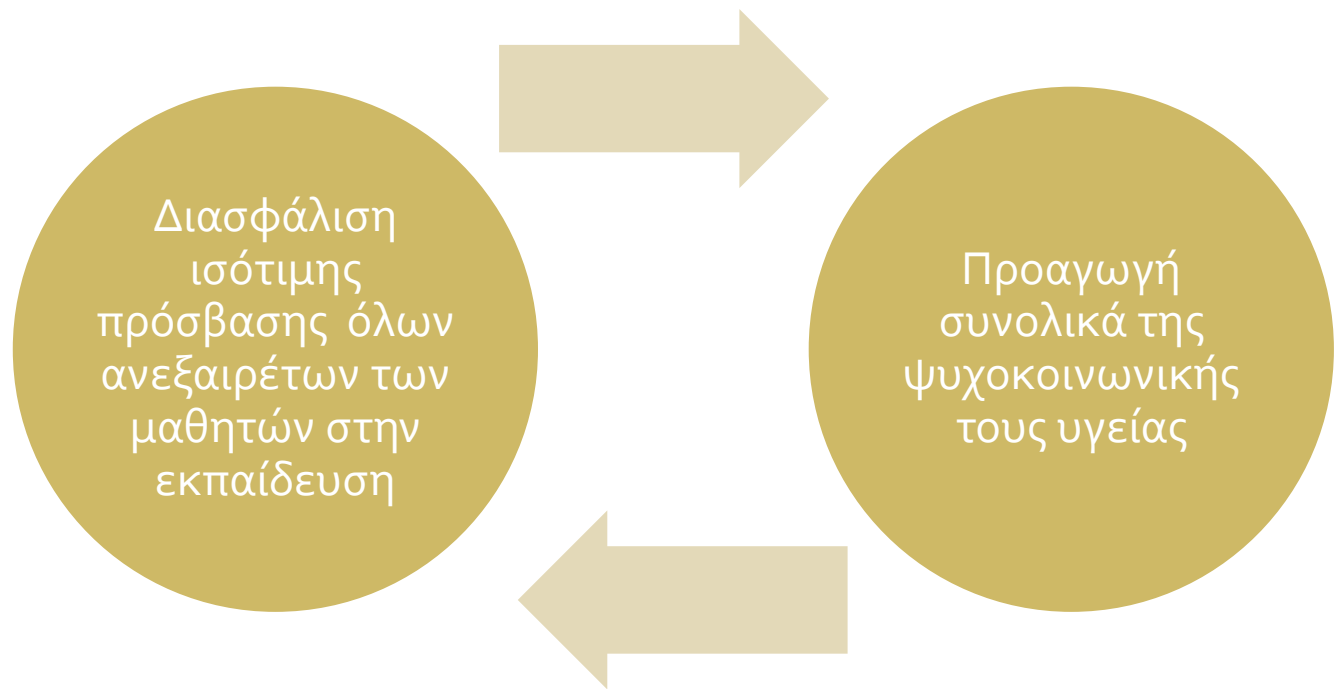 Διασφάλιση
ισότιμης
πρόσβασης όλων
ανεξαιρέτων των
μαθητών στην
εκπαίδευση
Προαγωγή
συνολικά της
ψυχοκοινωνικής
τους υγείας